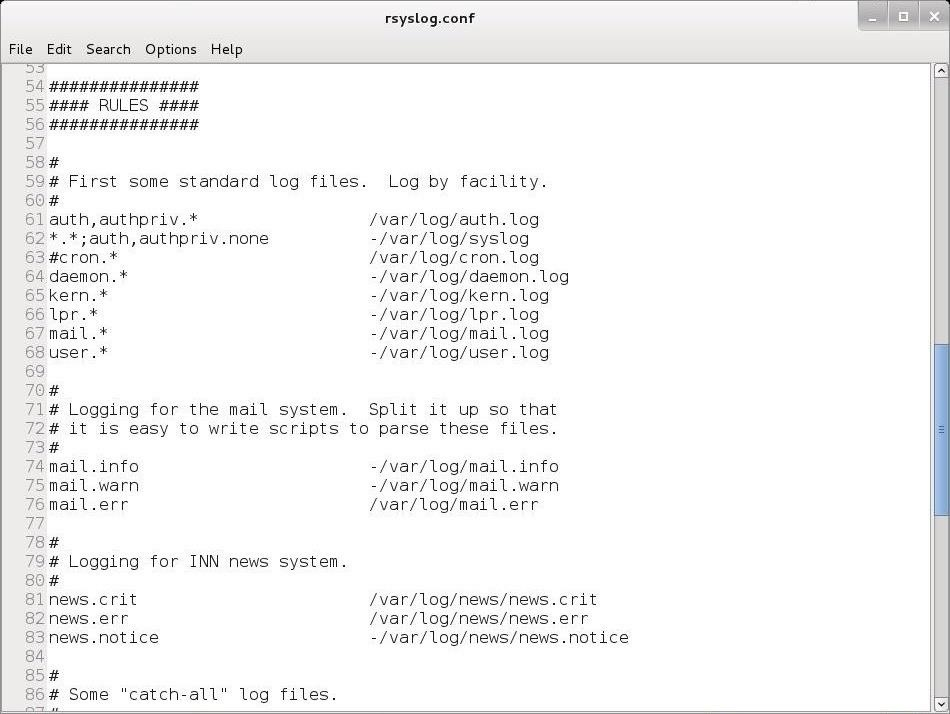 rsyslog.conf
File Edit Search Options Help
53
54 ###############
55 #### RULES ####
56 ###############
57
58 #
59 # First some standard log files.  Log by facility.
60 #
61 auth,authpriv.*                 /var/log/auth.log
62 *.*;auth,authpriv.none          -/var/log/syslog
63 #cron.*                         /var/log/cron.log
64 daemon.*                        -/var/log/daemon.log
65 kern.*                          -/var/log/kern.log
66 lpr.*                           -/var/log/lpr.log
67 mail.*                          -/var/log/mail.log
68 user.*                          -/var/log/user.log
69
70 #
71 # Logging for the mail system.  Split it up so that
72 # it is easy to write scripts to parse these files.
73 #
74 mail.info                       -/var/log/mail.info
75 mail.warn                       -/var/log/mail.warn
76 mail.err                        /var/log/mail.err
77
78 #
79 # Logging for INN news system.
80 #
81 news.crit                       /var/log/news/news.crit
82 news.err                        /var/log/news/news.err
83 news.notice                     -/var/log/news/news.notice
84
85 #
86 # Some "catch-all" log files.
87 #